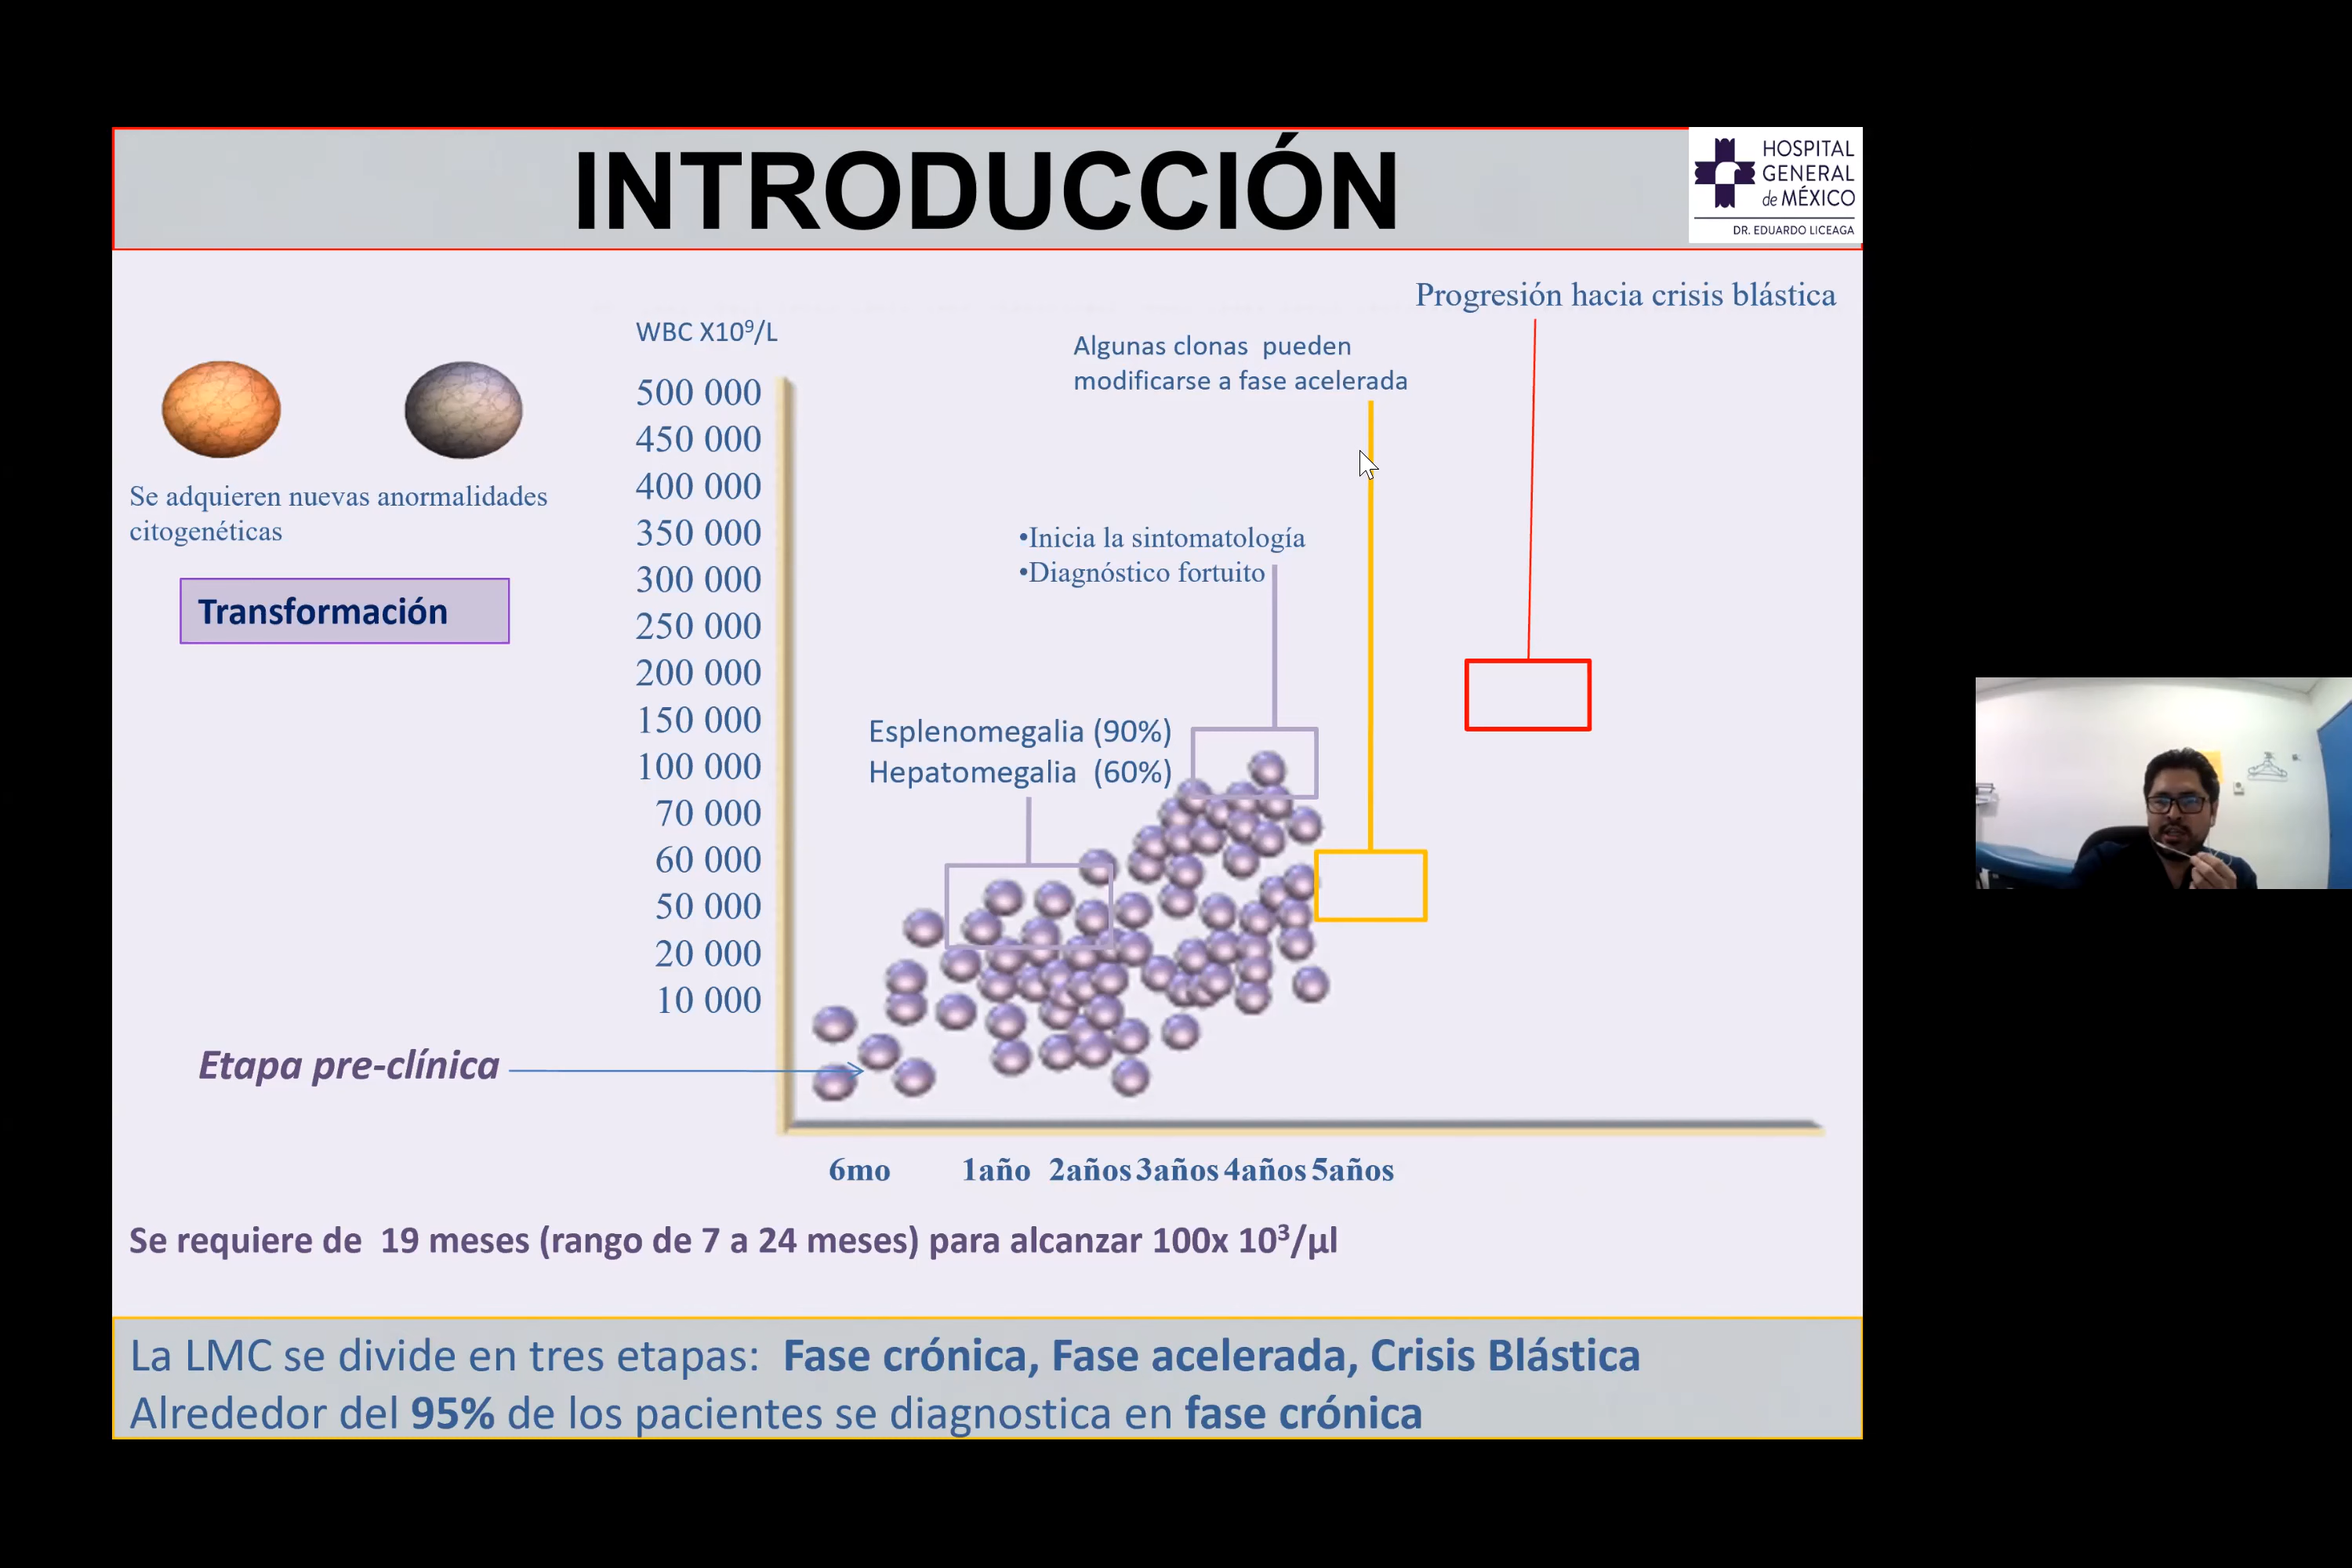 INTRODUCCIÓN
HOSPITAL
GENERAL
de MÉXICO
DR. EDUARDO LICEAGA
Progresión hacia crisis blástica
WBC X10⁹/L
Algunas clonas pueden
modificarse a fase acelerada
500 000
450 000
400 000
350 000
300 000
250 000
200 000
150 000
100 000
70 000
60 000
50 000
20 000
10 000
Se adquieren nuevas anormalidades
citogenéticas
Transformación
•Inicia la sintomatología
•Diagnóstico fortuito
Esplenomegalia (90%)
Hepatomegalia (60%)
Etapa pre-clínica
6mo 1año 2años 3años 4años 5años
Se requiere de 19 meses (rango de 7 a 24 meses) para alcanzar 100x 10³/µl
La LMC se divide en tres etapas: Fase crónica, Fase acelerada, Crisis Blástica
Alrededor del 95% de los pacientes se diagnostica en fase crónica